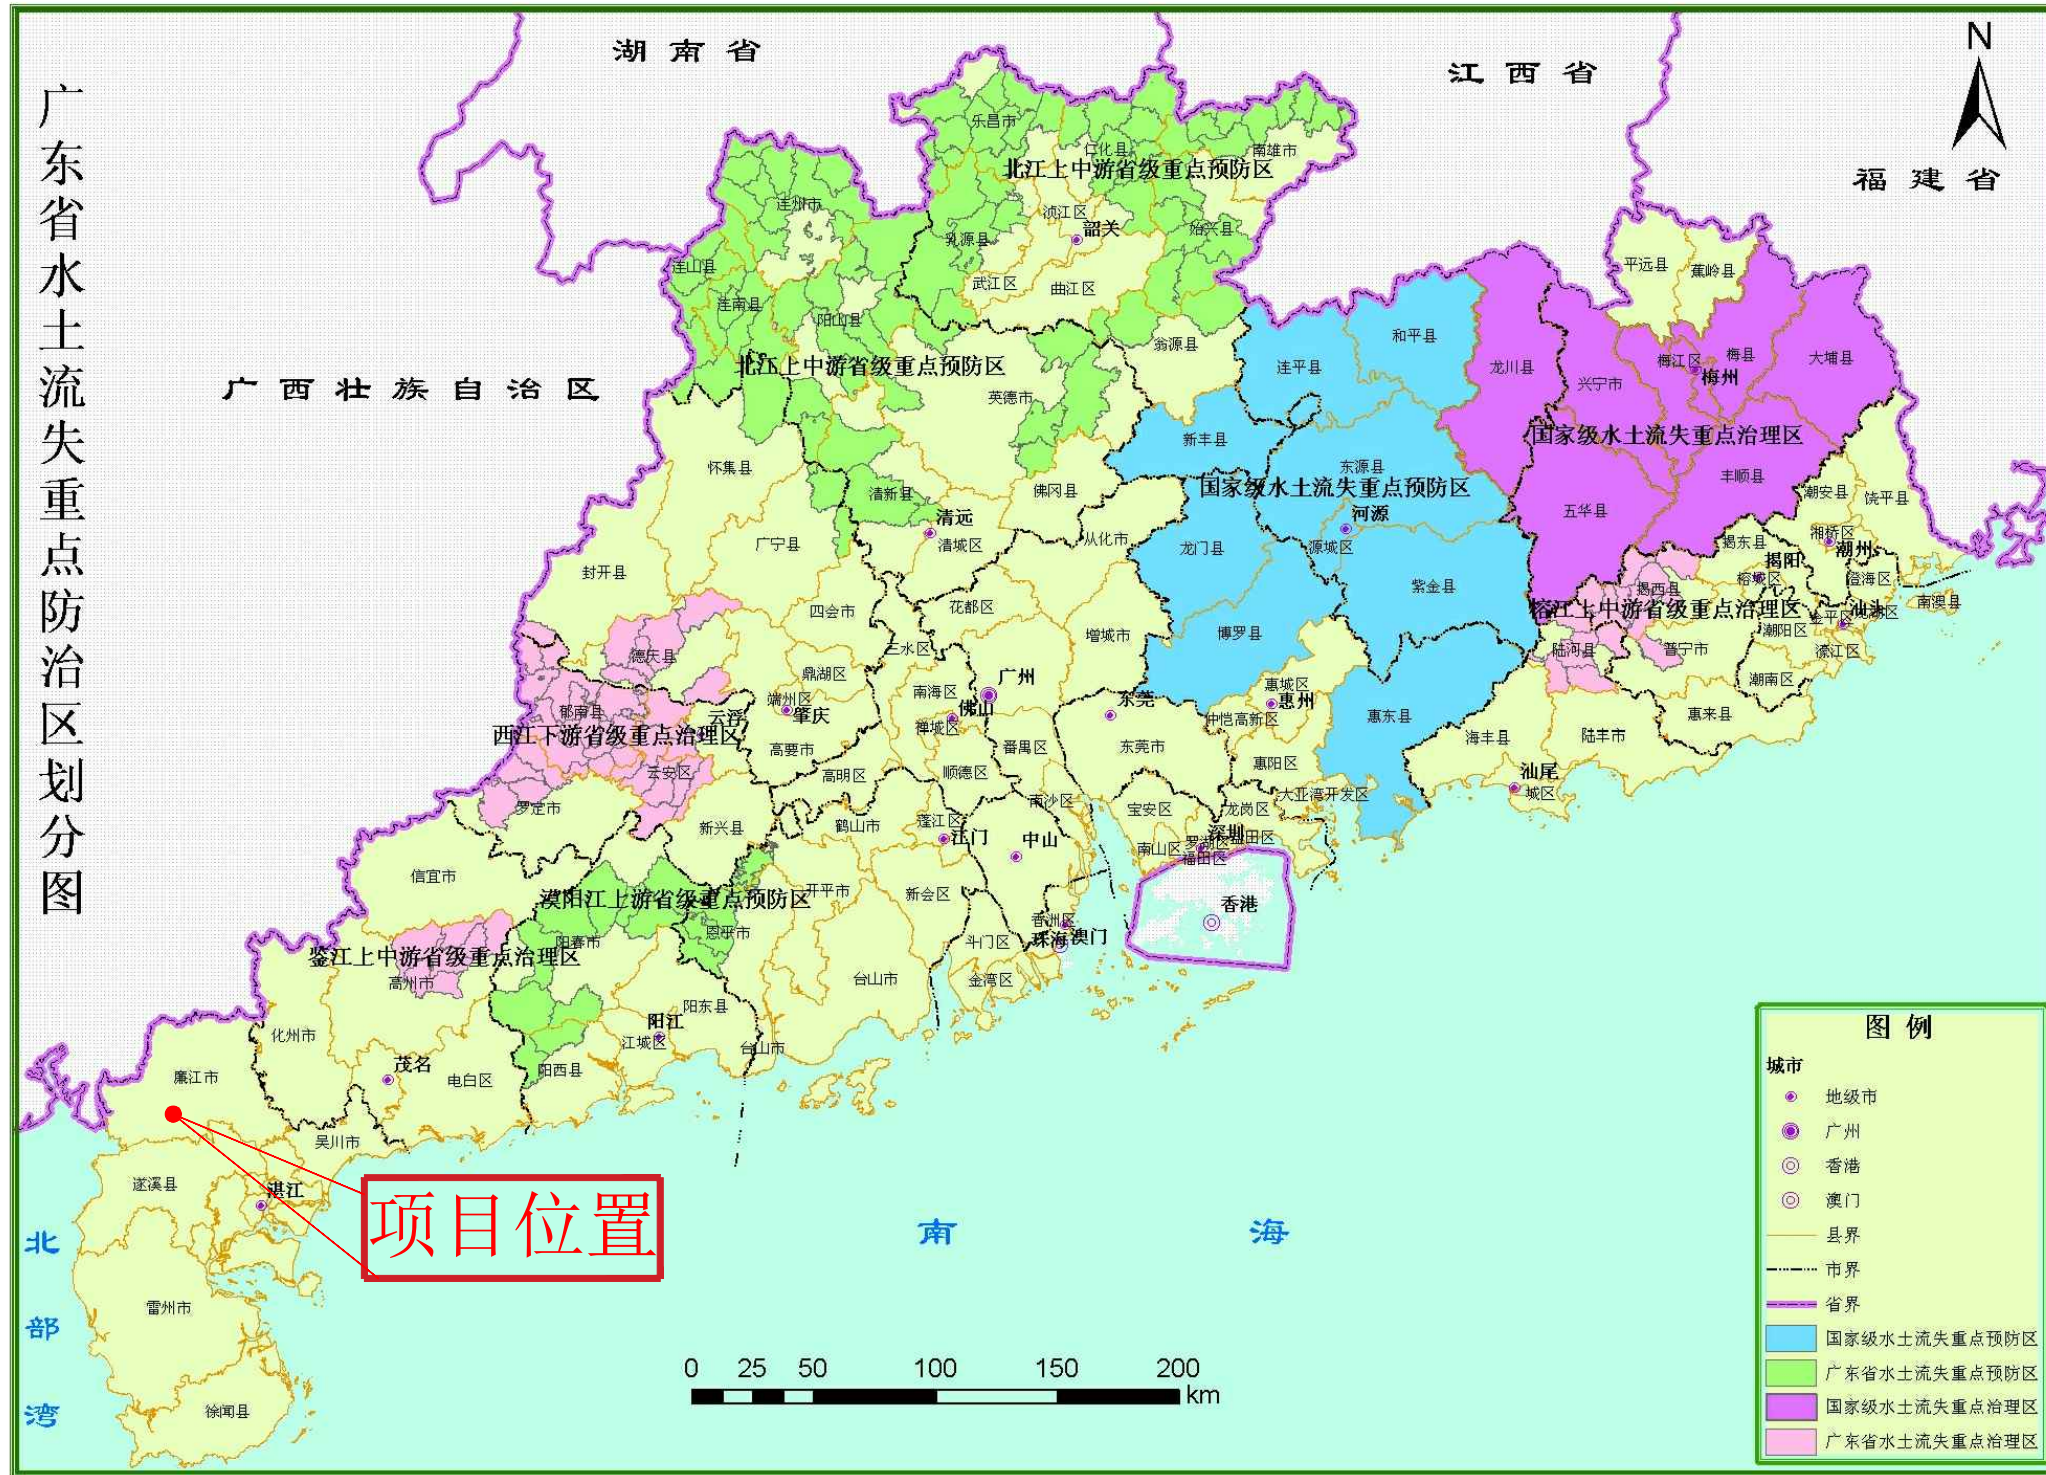 广东省水土流失重点防治区划分图
湖南省
江西省
福建省
广西壮族自治区
N
乐昌市
仁化县
南雄市
北江上中游省级重点预防区
浈江区
韶关
始兴县
乳源县
武江区
曲江区
翁源县
连州市
连山县
连南县
阳山县
北江上中游省级重点预防区
英德市
清新县
清远
清城区
佛冈县
平远县
蕉岭县
和平县
连平县
龙川县
兴宁市
梅江区
梅县
梅州
大埔县
国家级水土流失重点治理区
丰顺县
五华县
新丰县
东源县
国家级水土流失重点预防区
河源
源城区
龙门县
紫金县
博罗县
惠城区
惠州
仲恺高新区
惠东县
惠阳区
大亚湾开发区
怀集县
广宁县
封开县
四会市
德庆县
鼎湖区
端州区
肇庆
高要市
郁南县
云浮
西江下游省级重点治理区
云安区
罗定市
新兴县
从化市
花都区
增城市
广州
番禺区
南沙区
三水区
南海区
佛山
禅城区
顺德区
高明区
东莞
东莞市
宝安区
龙岗区
深圳
罗湖区
盐田区
南山区
福田区
香港
潮安县
饶平县
湘桥区
潮州
揭东县
揭阳
榕城区
澄海区
揭西县
榕江上中游省级重点治理区
金平区
汕头
龙湖区
南澳县
潮阳区
濠江区
潮南区
普宁市
惠来县
陆河县
陆丰市
海丰县
汕尾
城区
鹤山市
蓬江区
江门
中山
开平市
新会区
恩平市
台山市
台山市
香洲区
珠海
澳门
斗门区
金湾区
信宜市
漠阳江上游省级重点预防区
阳春市
鉴江上中游省级重点治理区
高州市
阳东县
阳江
江城区
阳西县
化州市
茂名
电白区
廉江市
吴川市
遂溪县
湛江
雷州市
徐闻县
项目位置
北部湾
南海
0 25 50 100 150 200
km
图例
城市
地级市
广州
香港
澳门
县界
市界
省界
国家级水土流失重点预防区
广东省水土流失重点预防区
国家级水土流失重点治理区
广东省水土流失重点治理区